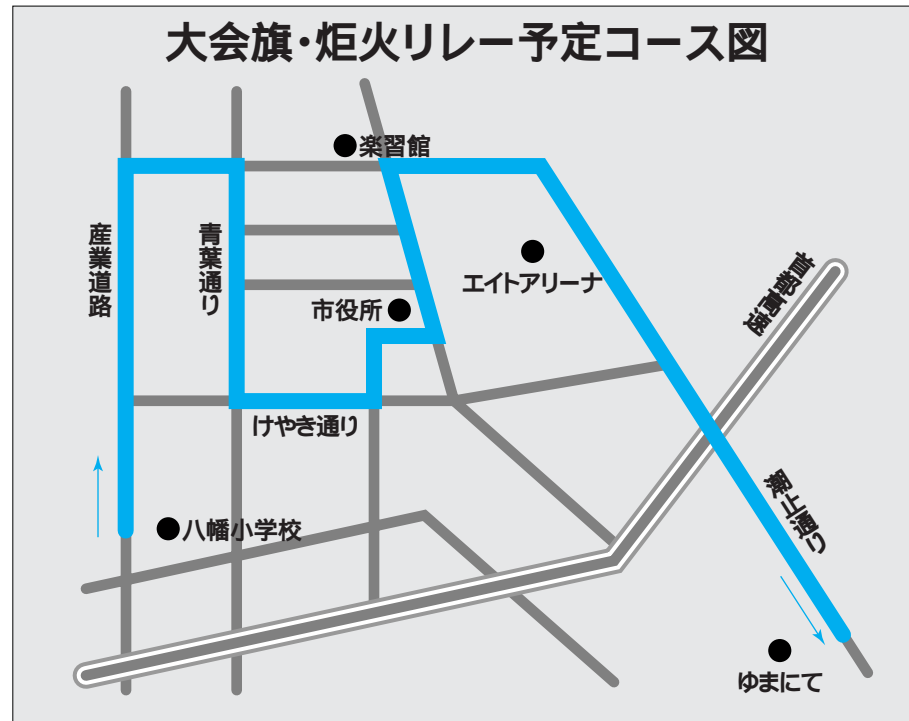 大会旗・炬火リレー予定コース図
楽習館
産業道路
青葉通り
エイトアリーナ
首都高速
市役所
けやき通り
八幡小学校
潮止通り
ゆまにて